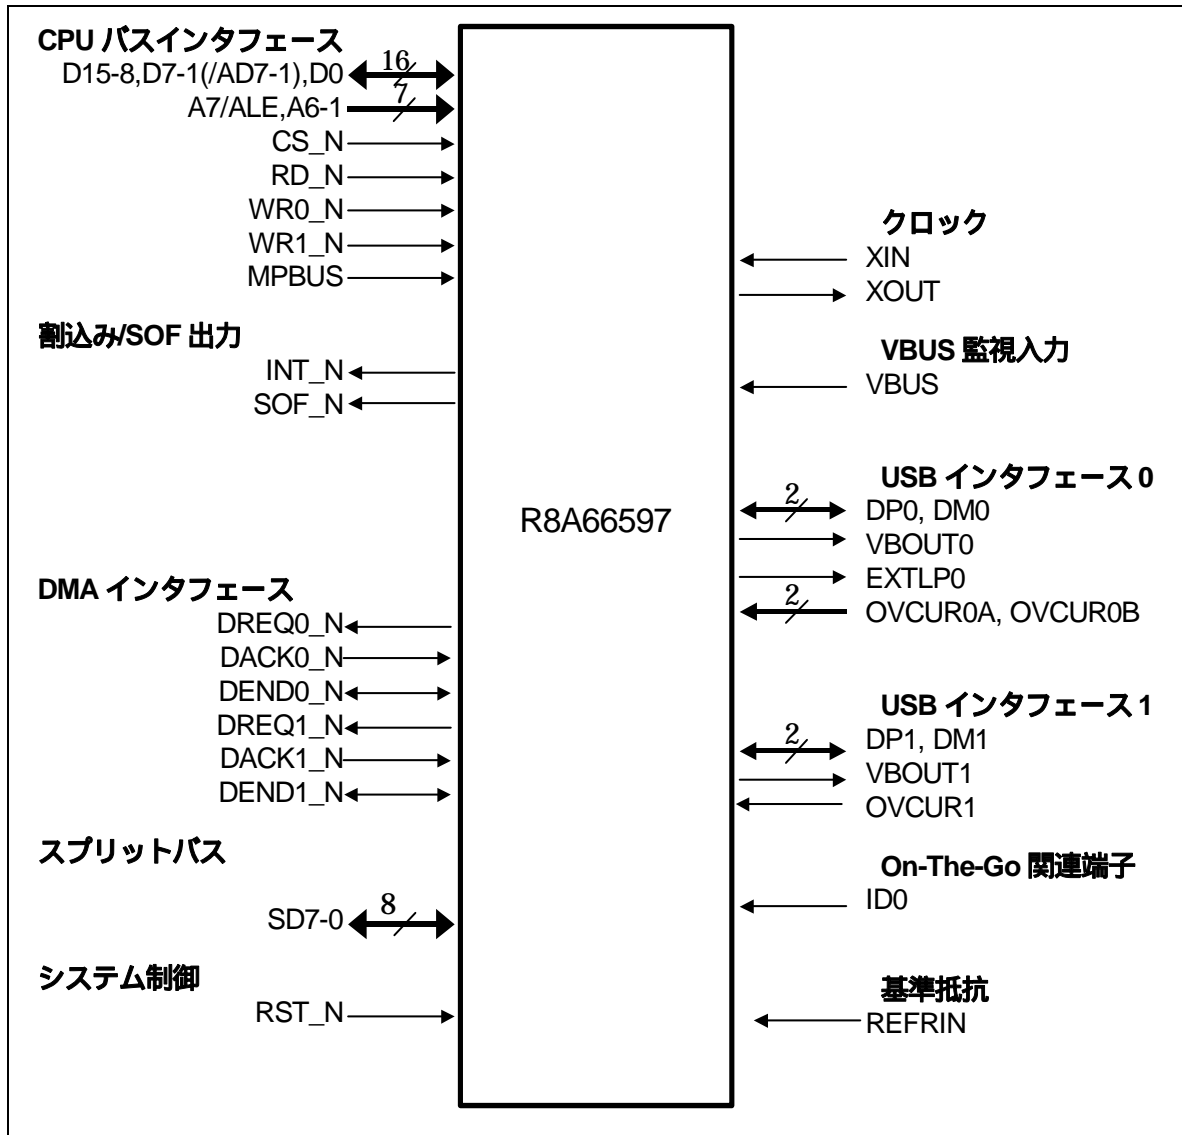 CPU バスインタフェース
D15-8,D7-1(/AD7-1),D0
16
A7/ALE,A6-1
7
CS_N
RD_N
WR0_N
WR1_N
MPBUS
割込み/SOF 出力
INT_N
SOF_N
DMA インタフェース
DREQ0_N
DACK0_N
DEND0_N
DREQ1_N
DACK1_N
DEND1_N
スプリットバス
SD7-0
8
システム制御
RST_N
R8A66597
クロック
XIN
XOUT
VBUS 監視入力
VBUS
USB インタフェース 0
2
DP0, DM0
VBOUT0
EXTLP0
2
OVCUR0A, OVCUR0B
USB インタフェース 1
2
DP1, DM1
VBOUT1
OVCUR1
On-The-Go 関連端子
ID0
基準抵抗
REFRIN